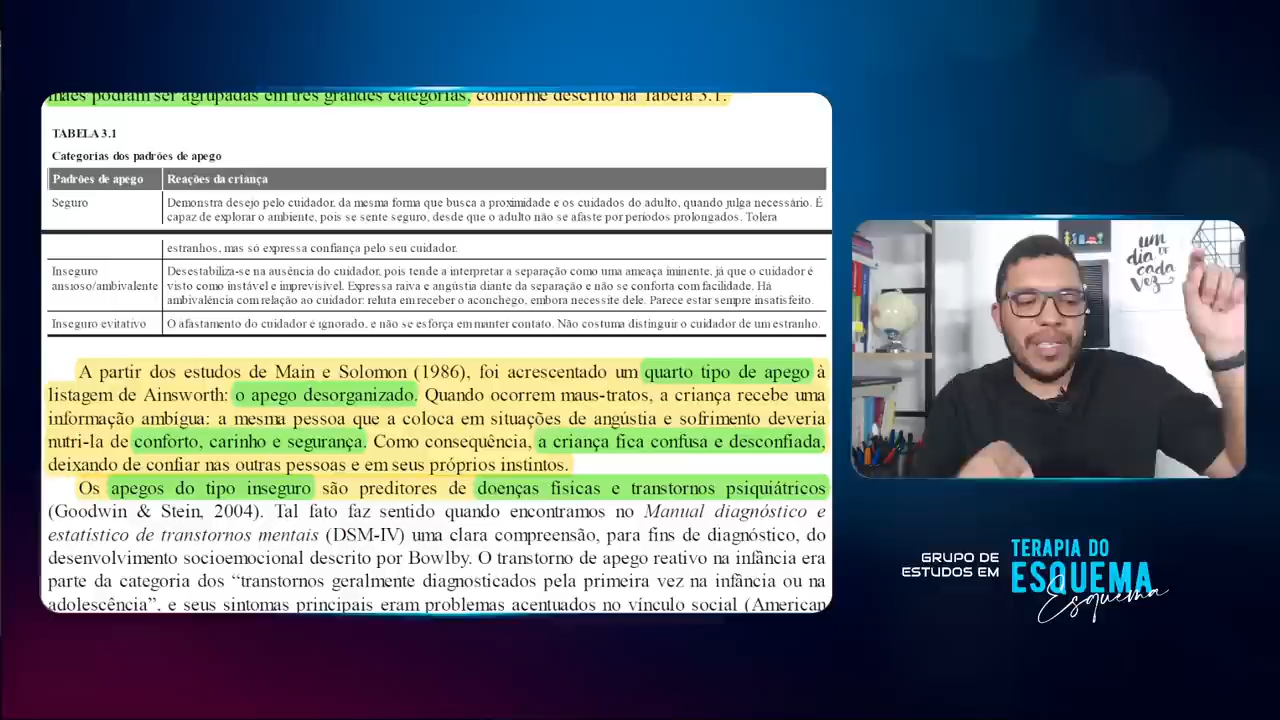 mães podiam ser agrupadas em três grandes categorias, conforme descrito na Tabela 3.1.
TABELA 3.1
Categorias dos padrões de apego
Padrões de apego Reações da criança
Seguro Demonstra desejo pelo cuidador, da mesma forma que busca a proximidade e os cuidados do adulto, quando julga necessário. É
capaz de explorar o ambiente, pois se sente seguro, desde que o adulto não se afaste por períodos prolongados. Tolera
estranhos, mas só expressa confiança pelo seu cuidador.
Inseguro Desestabiliza-se na ausência do cuidador, pois tende a interpretar a separação como uma ameaça iminente, já que o cuidador é
ansioso/ambivalente visto como instável e imprevisível. Expressa raiva e angústia diante da separação e não se conforta com facilidade. Há
ambivalência com relação ao cuidador: reluta em receber o aconchego, embora necessite dele. Parece estar sempre insatisfeito.
Inseguro evitativo O afastamento do cuidador é ignorado, e não se esforça em manter contato. Não costuma distinguir o cuidador de um estranho.
A partir dos estudos de Main e Solomon (1986), foi acrescentado um quarto tipo de apego à
listagem de Ainsworth: o apego desorganizado. Quando ocorrem maus-tratos, a criança recebe uma
informação ambígua: a mesma pessoa que a coloca em situações de angústia e sofrimento deveria
nutri-la de conforto, carinho e segurança. Como consequência, a criança fica confusa e desconfiada,
deixando de confiar nas outras pessoas e em seus próprios instintos.
Os apegos do tipo inseguro são preditores de doenças físicas e transtornos psiquiátricos
(Goodwin & Stein, 2004). Tal fato faz sentido quando encontramos no Manual diagnóstico e
estatístico de transtornos mentais (DSM-IV) uma clara compreensão, para fins de diagnóstico, do
desenvolvimento socioemocional descrito por Bowlby. O transtorno de apego reativo na infância era
parte da categoria dos “transtornos geralmente diagnosticados pela primeira vez na infância ou na
adolescência”, e seus sintomas principais eram problemas acentuados no vínculo social (American
um
dia DE
cada
vez
GRUPO DE
ESTUDOS EM
TERAPIA DO
ESQUEMA
Esquema